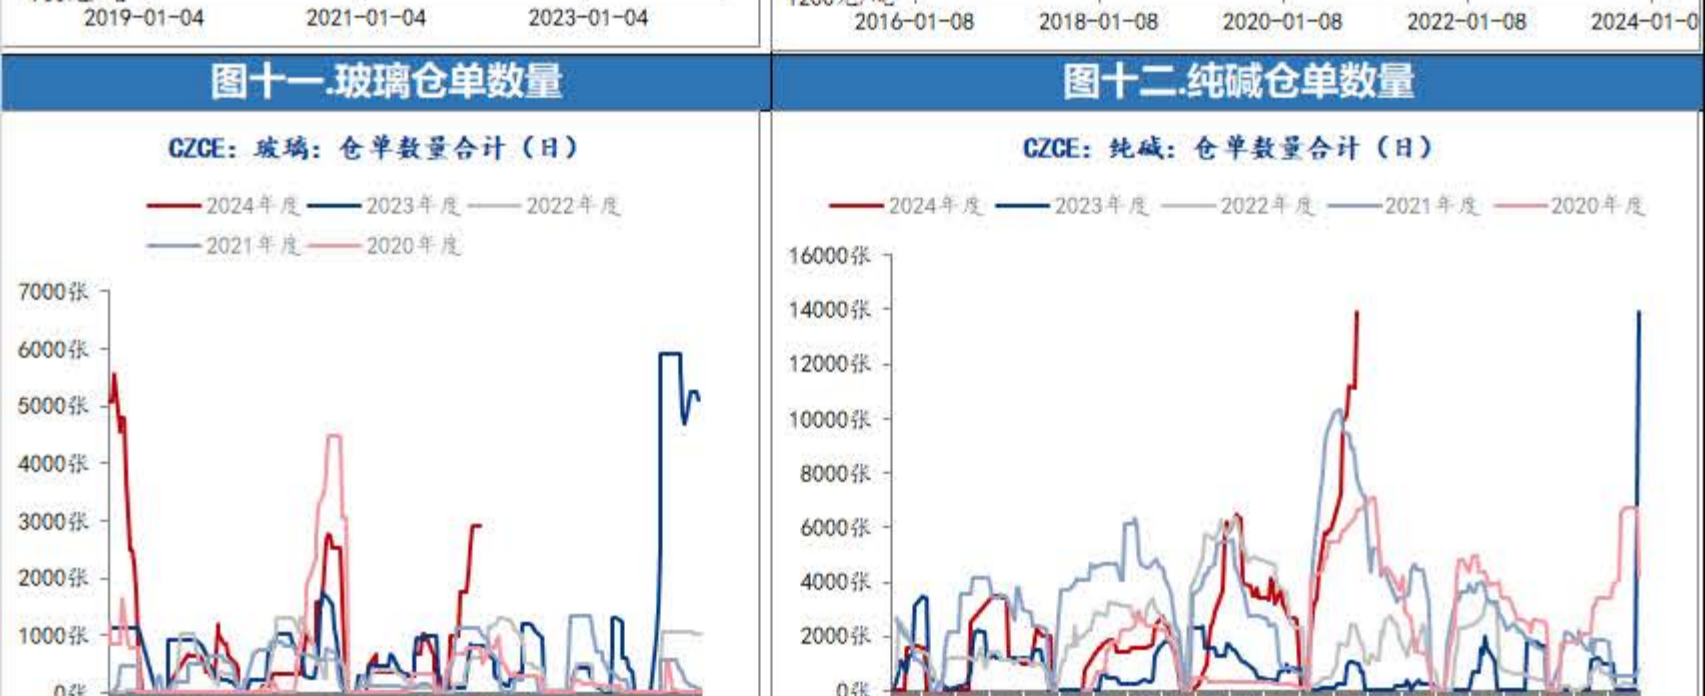 2019-01-04 2021-01-04 2023-01-04
2016-01-08 2018-01-08 2020-01-08 2022-01-08 2024-01-0
图十一.玻璃仓单数量
CZCE：玻璃：仓单数量合计（日）
2024年度 2023年度 2022年度
2021年度 2020年度
7000张
6000张
5000张
4000张
3000张
2000张
1000张
0张
图十二.纯碱仓单数量
CZCE：纯碱：仓单数量合计（日）
2024年度 2023年度 2022年度 2021年度 2020年度
16000张
14000张
12000张
10000张
8000张
6000张
4000张
2000张
0张